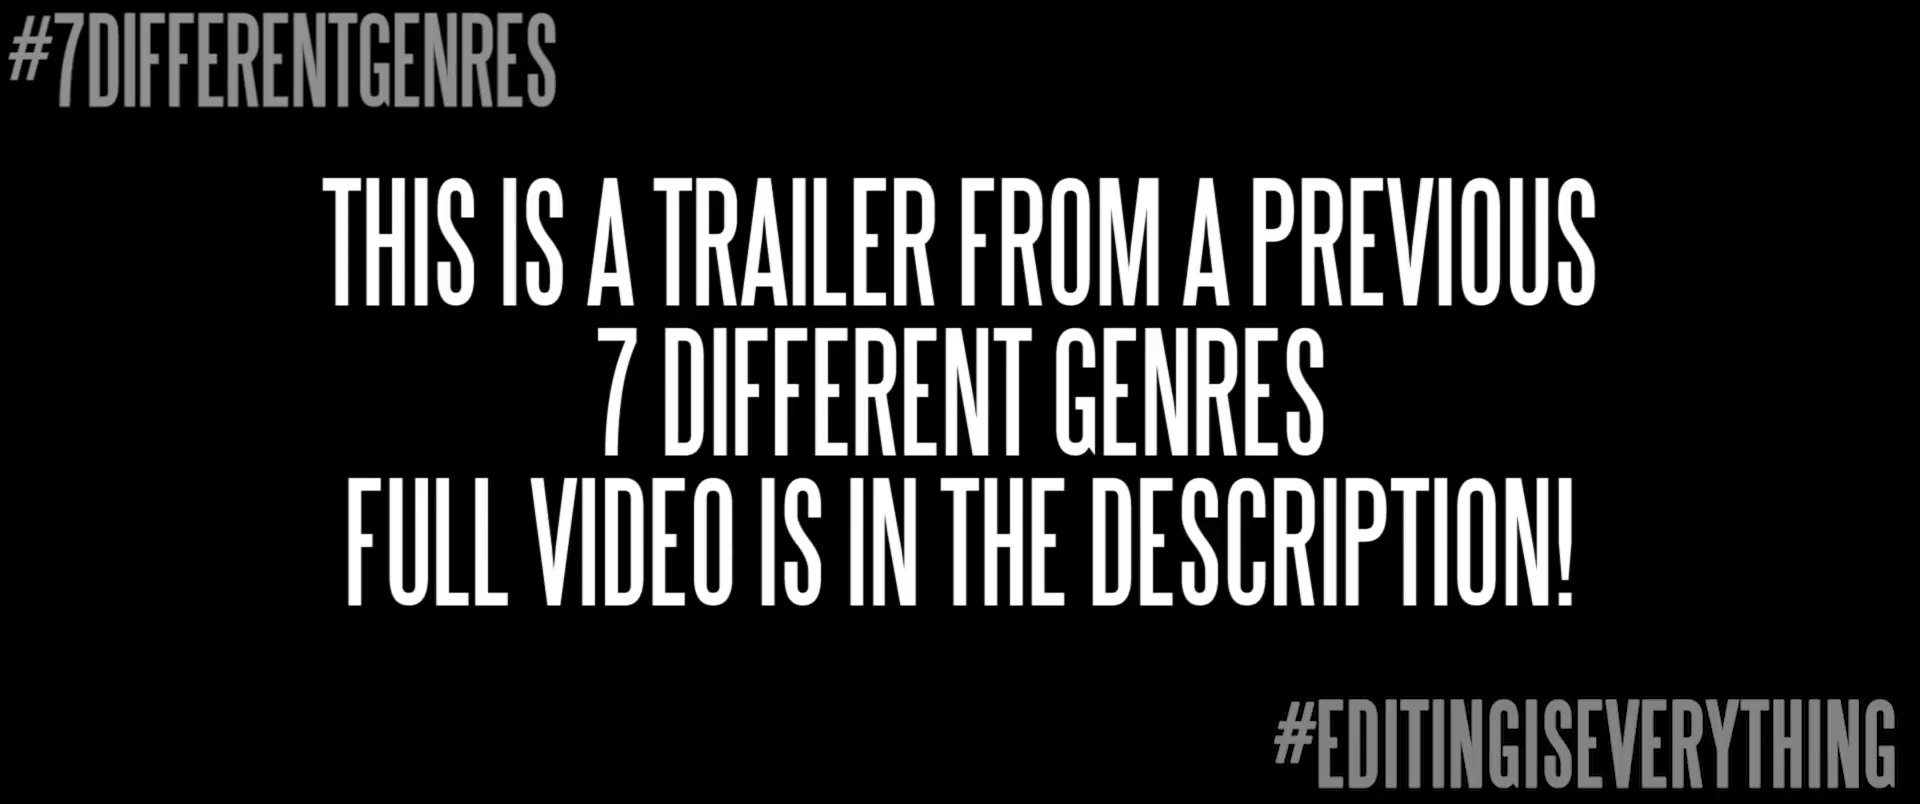 #7DIFFERENTGENRES
THIS IS A TRAILER FROM A PREVIOUS
7 DIFFERENT GENRES
FULL VIDEO IS IN THE DESCRIPTION!
#EDITINGISEVERYTHING